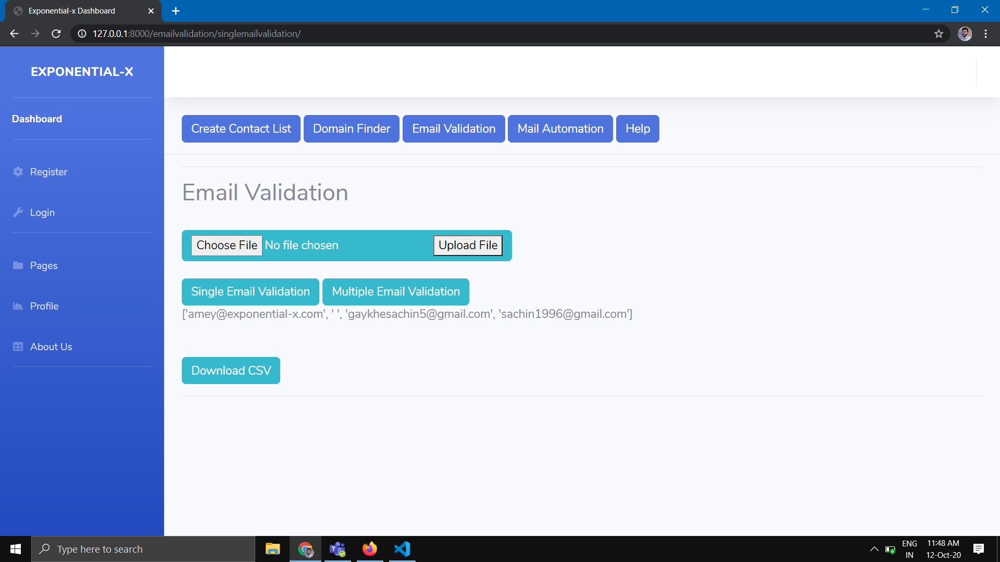 Exponential-x Dashboard
127.0.0.1:8000/emailvalidation/singlemailvalidation/
EXPONENTIAL-X
Dashboard
Register
Login
Pages
Profile
About Us
Create Contact List Domain Finder Email Validation Mail Automation Help
Email Validation
Choose File No file chosen Upload File
Single Email Validation Multiple Email Validation
['amey@exponential-x.com', ' ', 'gaykhesachin5@gmail.com', 'sachin1996@gmail.com']
Download CSV
Type here to search
ENG
IN
11:48 AM
12-Oct-20